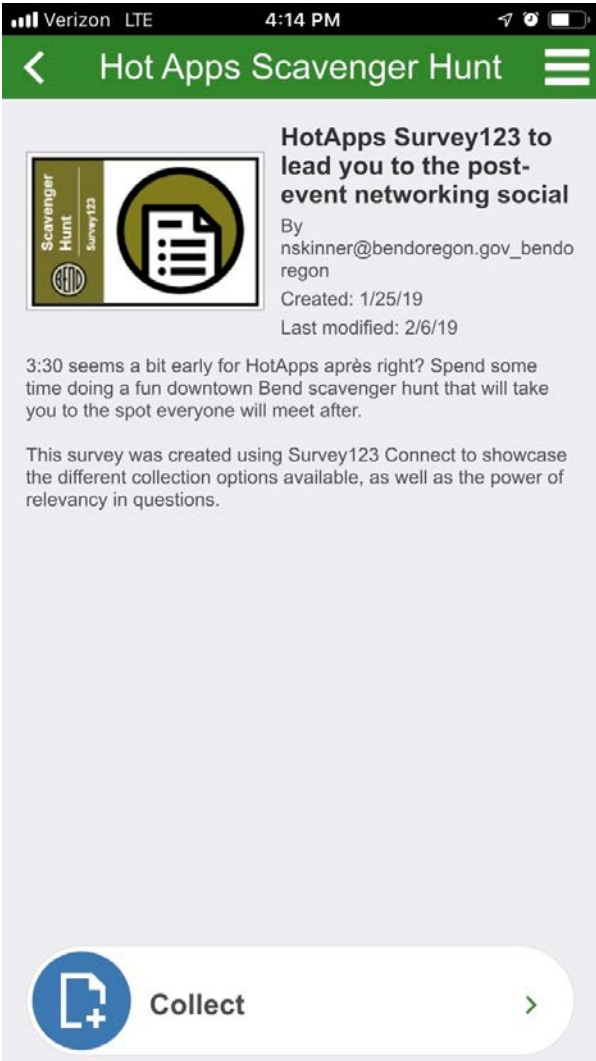 Verizon LTE 4:14 PM
Hot Apps Scavenger Hunt
Scavenger
Hunt
Survey123
BEND
HotApps Survey123 to
lead you to the post-
event networking social
By
nskinner@bendoregon.gov_bendo
regon
Created: 1/25/19
Last modified: 2/6/19
3:30 seems a bit early for HotApps après right? Spend some
time doing a fun downtown Bend scavenger hunt that will take
you to the spot everyone will meet after.
This survey was created using Survey123 Connect to showcase
the different collection options available, as well as the power of
relevancy in questions.
Collect